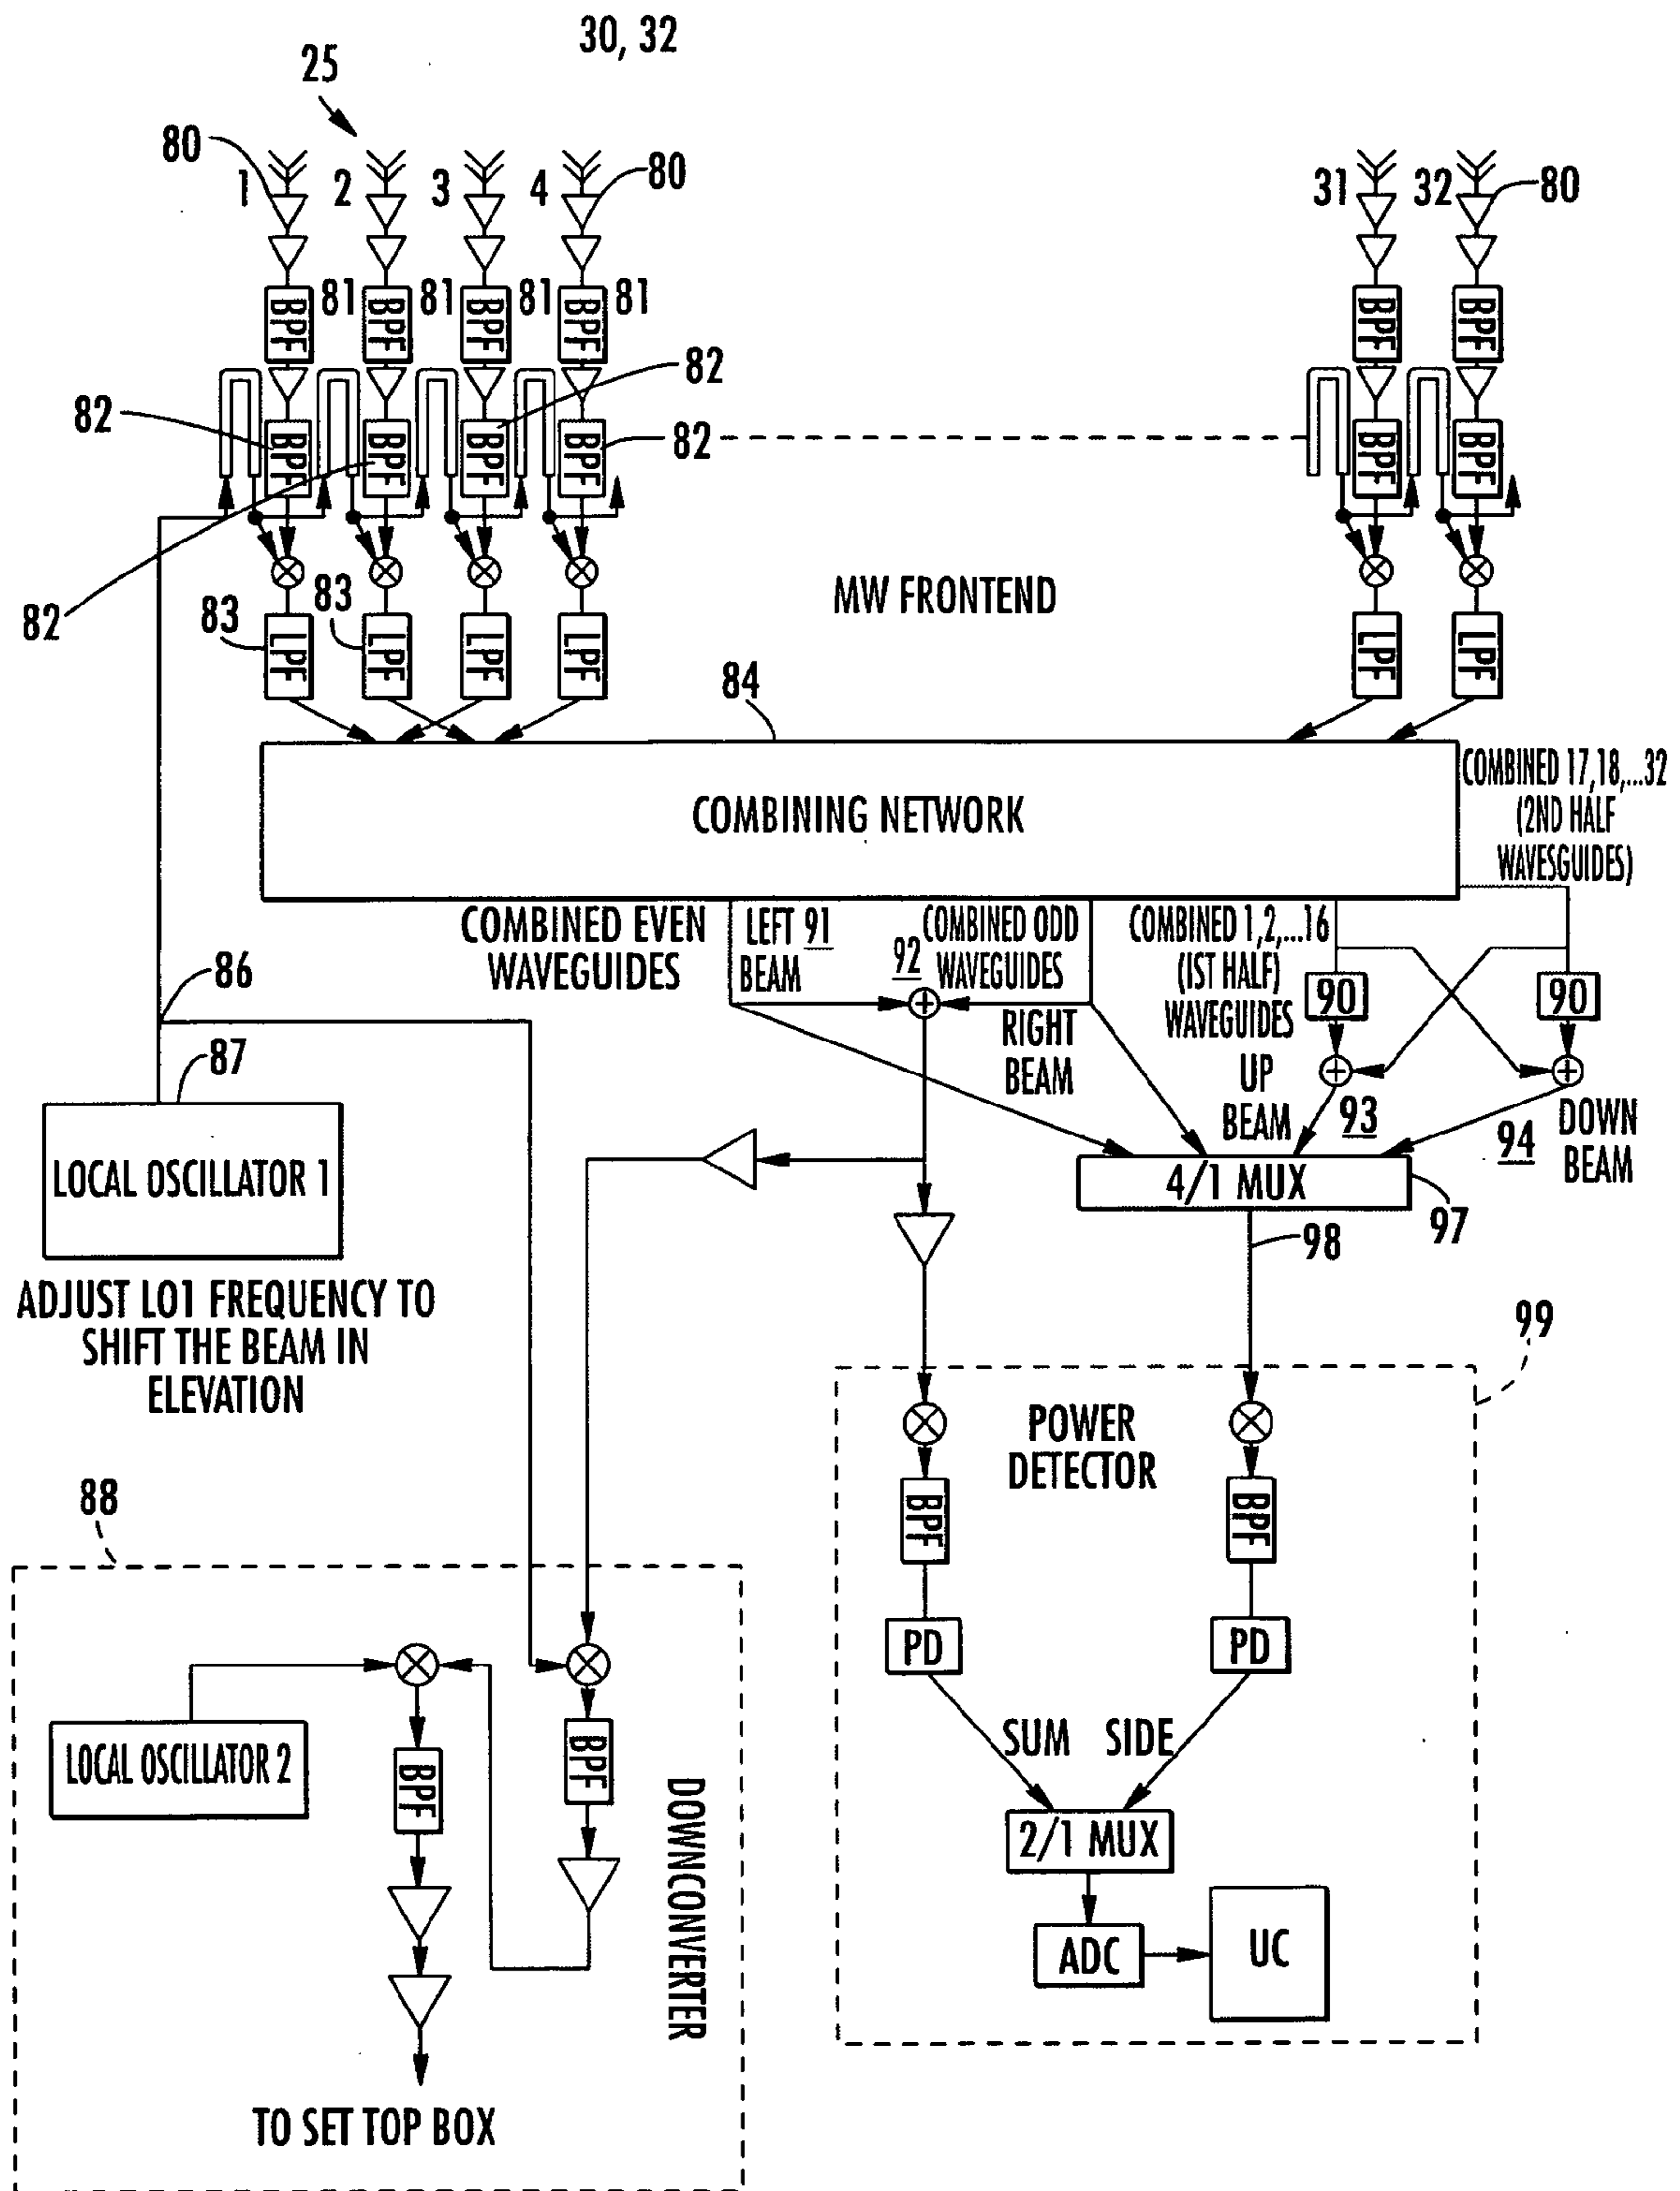 30, 32
25
80
1
2
3
4
80
31
32
80
BPF
81
BPF
81
BPF
81
BPF
81
BPF
BPF
82
82
BPF
BPF
BPF
BPF
82
BPF
BPF
82
83
83
MW FRONTEND
LPF
LPF
LPF
LPF
LPF
LPF
84
COMBINING NETWORK
COMBINED 17,18,...32
(2ND HALF
WAVESGUIDES)
COMBINED EVEN
WAVEGUIDES
LEFT 91
BEAM
92
COMBINED ODD
WAVEGUIDES
COMBINED 1,2,...16
(1ST HALF)
WAVEGUIDES
90
90
86
RIGHT
BEAM
UP
BEAM
93
94
DOWN
BEAM
87
LOCAL OSCILLATOR 1
4/1 MUX
97
98
ADJUST LO1 FREQUENCY TO
SHIFT THE BEAM IN
ELEVATION
99
POWER
DETECTOR
88
BPF
BPF
PD
PD
LOCAL OSCILLATOR 2
BPF
BPF
DOWNCONVERTER
SUM
SIDE
2/1 MUX
ADC
UC
TO SET TOP BOX